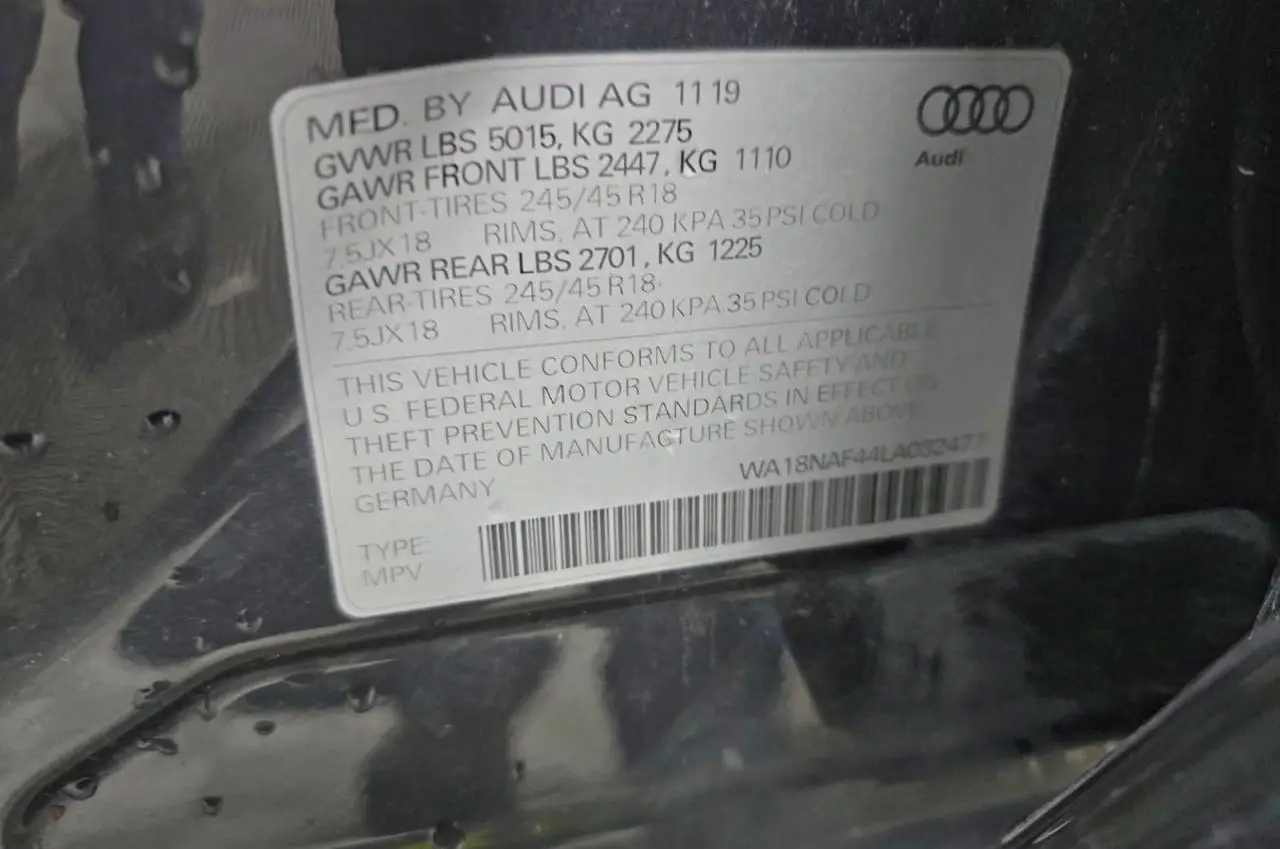 MFD. BY AUDI AG 11 19
GVWR LBS 5015, KG 2275
GAWR FRONT LBS 2447, KG 1110
FRONT-TIRES 245/45 R18
7.5JX18 RIMS, AT 240 KPA 35 PSI COLD
GAWR REAR LBS 2701, KG 1225
REAR-TIRES 245/45 R18,
7.5JX18 RIMS, AT 240 KPA 35 PSI COLD
THIS VEHICLE CONFORMS TO ALL APPLICABLE
U.S. FEDERAL MOTOR VEHICLE SAFETY AND
THEFT PREVENTION STANDARDS IN EFFECT ON
THE DATE OF MANUFACTURE SHOWN ABOVE
GERMANY
WA18NAF44LA032477
TYPE:
MPV
Audi